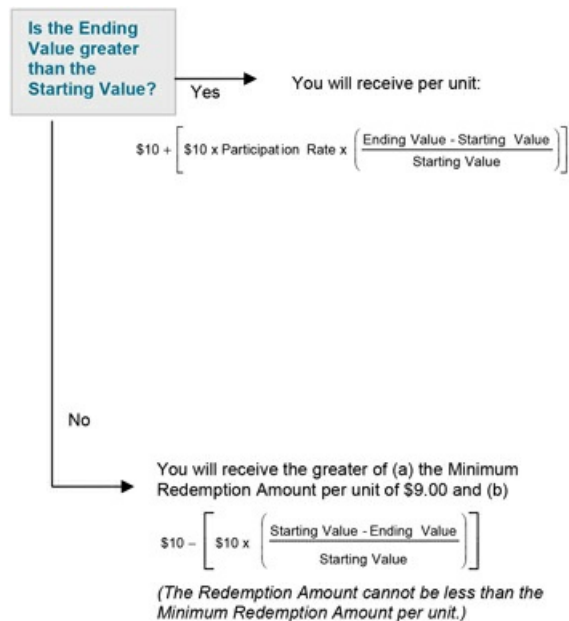 Is the Ending
Value greater
than the
Starting Value?
Yes
You will receive per unit:
$10 + [ $10 x Participation Rate x ( Ending Value - Starting Value
Starting Value ) ]
No
You will receive the greater of (a) the Minimum
Redemption Amount per unit of $9.00 and (b)
$10 – [ $10 x ( Starting Value - Ending Value
Starting Value ) ]
(The Redemption Amount cannot be less than the
Minimum Redemption Amount per unit.)